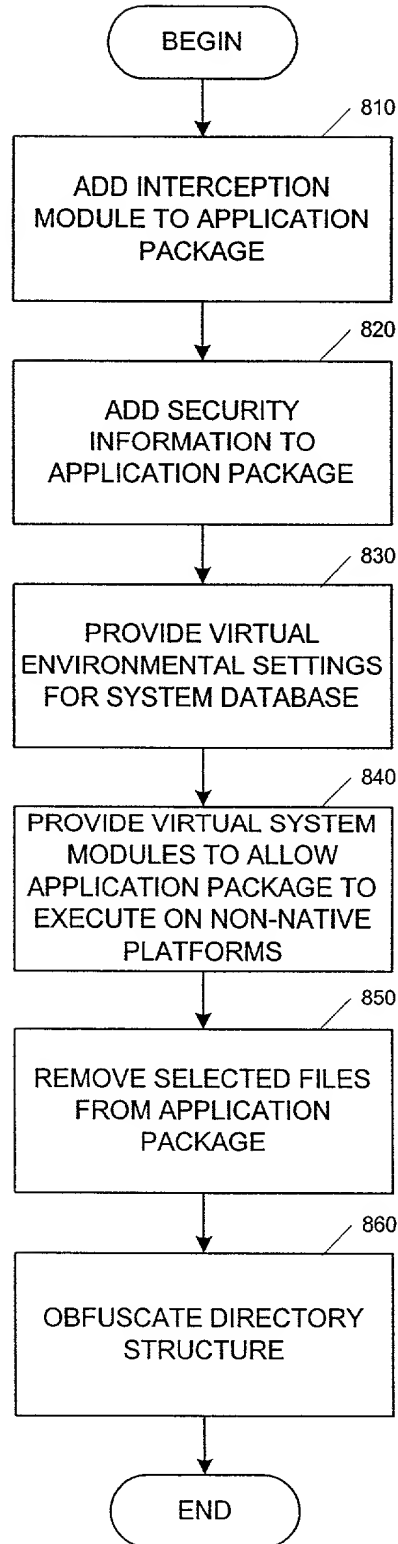 BEGIN
810
ADD INTERCEPTION
MODULE TO APPLICATION
PACKAGE
820
ADD SECURITY
INFORMATION TO
APPLICATION PACKAGE
830
PROVIDE VIRTUAL
ENVIRONMENTAL SETTINGS
FOR SYSTEM DATABASE
840
PROVIDE VIRTUAL SYSTEM
MODULES TO ALLOW
APPLICATION PACKAGE TO
EXECUTE ON NON-NATIVE
PLATFORMS
850
REMOVE SELECTED FILES
FROM APPLICATION
PACKAGE
860
OBFUSCATE DIRECTORY
STRUCTURE
END